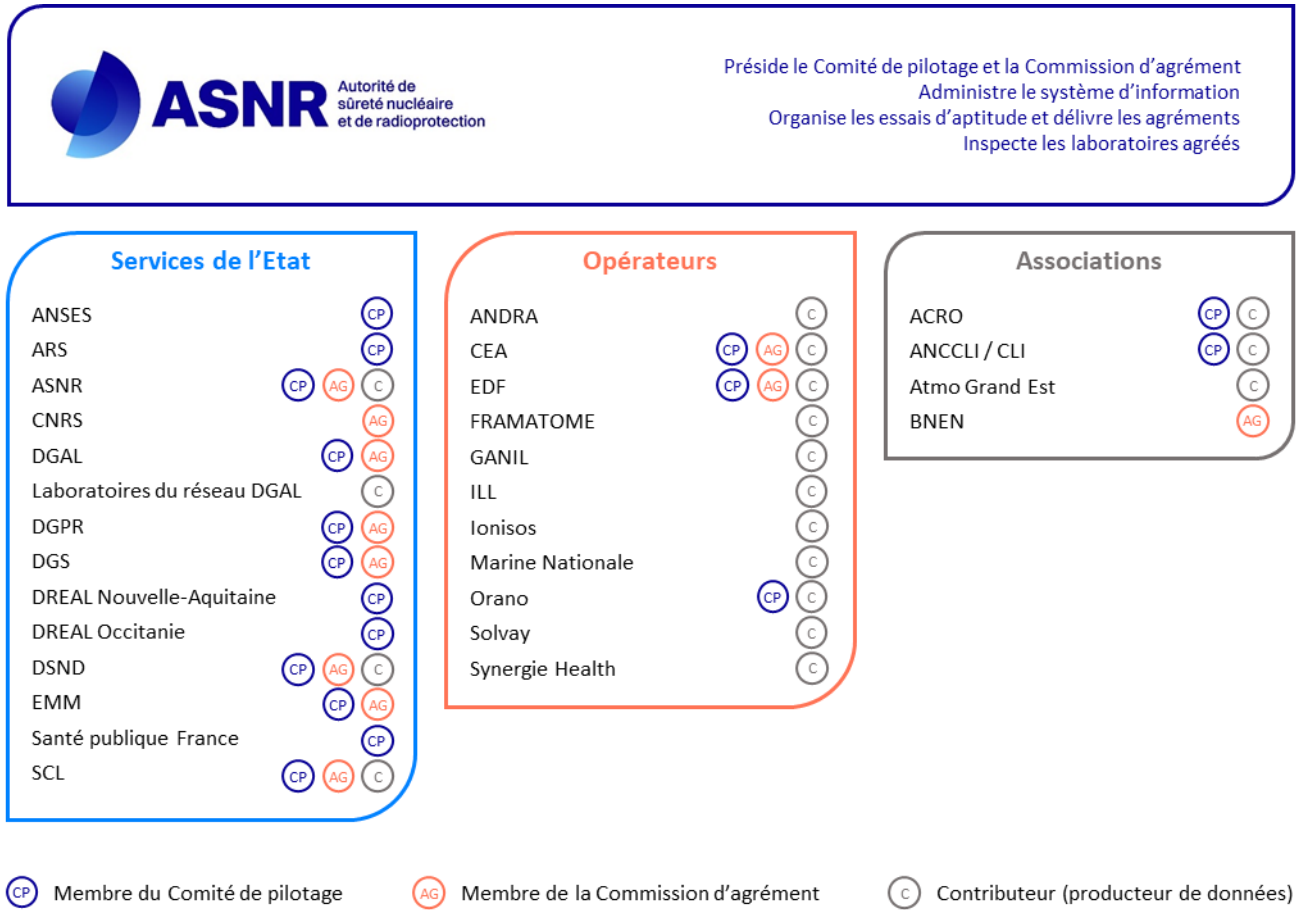 ASNR
Autorité de
sûreté nucléaire
et de radioprotection
Préside le Comité de pilotage et la Commission d'agrément
Administre le système d'information
Organise les essais d'aptitude et délivre les agréments
Inspecte les laboratoires agréés
Services de l'Etat
ANSES CP
ARS CP
ASNR CP AG C
CNRS AG
DGAL CP AG
Laboratoires du réseau DGAL C
DGPR CP AG
DGS CP AG
DREAL Nouvelle-Aquitaine CP
DREAL Occitanie CP
DSND CP AG C
EMM CP AG
Santé publique France CP
SCL CP AG C
Opérateurs
ANDRA C
CEA CP AG C
EDF CP AG C
FRAMATOME C
GANIL C
ILL C
Ionisos C
Marine Nationale C
Orano CP C
Solvay C
Synergie Health C
Associations
ACRO CP C
ANCCLI / CLI CP C
Atmo Grand Est C
BNEN AG
CP Membre du Comité de pilotage
AG Membre de la Commission d'agrément
C Contributeur (producteur de données)